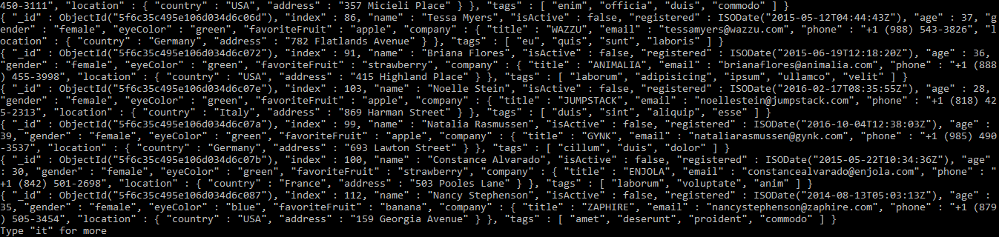 450-3111", "location" : { "country" : "USA", "address" : "357 Micieli Place" } }, "tags" : [ "enim", "officia", "duis", "commodo" ] }
{ "_id" : ObjectId("5f6c35c495e106d034d6c06d"), "index" : 86, "name" : "Tessa Myers", "isActive" : false, "registered" : ISODate("2015-05-12T04:44:43Z"), "age" : 37, "g
ender" : "female", "eyeColor" : "green", "favoriteFruit" : "apple", "company" : { "title" : "WAZZU", "email" : "tessamyers@wazzu.com", "phone" : "+1 (988) 543-3826", "l
ocation" : { "country" : "Germany", "address" : "782 Flatlands Avenue" } }, "tags" : [ "eu", "quis", "sunt", "laboris" ] }
{ "_id" : ObjectId("5f6c35c495e106d034d6c072"), "index" : 91, "name" : "Briana Flores", "isActive" : false, "registered" : ISODate("2015-06-19T12:18:20Z"), "age" : 36,
"gender" : "female", "eyeColor" : "green", "favoriteFruit" : "strawberry", "company" : { "title" : "ANIMALIA", "email" : "brianaflores@animalia.com", "phone" : "+1 (888
) 455-3998", "location" : { "country" : "USA", "address" : "415 Highland Place" } }, "tags" : [ "laborum", "adipisicing", "ipsum", "ullamco", "velit" ] }
{ "_id" : ObjectId("5f6c35c495e106d034d6c07e"), "index" : 103, "name" : "Noelle Stein", "isActive" : false, "registered" : ISODate("2016-02-17T08:35:55Z"), "age" : 28,
"gender" : "female", "eyeColor" : "green", "favoriteFruit" : "apple", "company" : { "title" : "JUMPSTACK", "email" : "noellestein@jumpstack.com", "phone" : "+1 (818) 42
5-2313", "location" : { "country" : "Italy", "address" : "869 Harman Street" } }, "tags" : [ "duis", "sint", "aliquip", "esse" ] }
{ "_id" : ObjectId("5f6c35c495e106d034d6c07a"), "index" : 99, "name" : "Natalia Rasmussen", "isActive" : false, "registered" : ISODate("2016-10-04T12:38:03Z"), "age" :
39, "gender" : "female", "eyeColor" : "green", "favoriteFruit" : "apple", "company" : { "title" : "GYNK", "email" : "nataliarasmussen@gynk.com", "phone" : "+1 (985) 490
-3537", "location" : { "country" : "Germany", "address" : "693 Lawton Street" } }, "tags" : [ "cillum", "duis", "dolor" ] }
{ "_id" : ObjectId("5f6c35c495e106d034d6c07b"), "index" : 100, "name" : "Constance Alvarado", "isActive" : false, "registered" : ISODate("2015-05-22T10:34:36Z"), "age"
: 30, "gender" : "female", "eyeColor" : "green", "favoriteFruit" : "strawberry", "company" : { "title" : "ENJOLA", "email" : "constancealvarado@enjola.com", "phone" : "
+1 (842) 501-2698", "location" : { "country" : "France", "address" : "503 Pooles Lane" } }, "tags" : [ "laborum", "voluptate", "anim" ] }
{ "_id" : ObjectId("5f6c35c495e106d034d6c087"), "index" : 112, "name" : "Nancy Stephenson", "isActive" : false, "registered" : ISODate("2014-08-13T05:03:13Z"), "age" :
35, "gender" : "female", "eyeColor" : "blue", "favoriteFruit" : "banana", "company" : { "title" : "ZAPHIRE", "email" : "nancystephenson@zaphire.com", "phone" : "+1 (879
) 505-3454", "location" : { "country" : "USA", "address" : "159 Georgia Avenue" } }, "tags" : [ "amet", "deserunt", "proident", "commodo" ] }
Type "it" for more